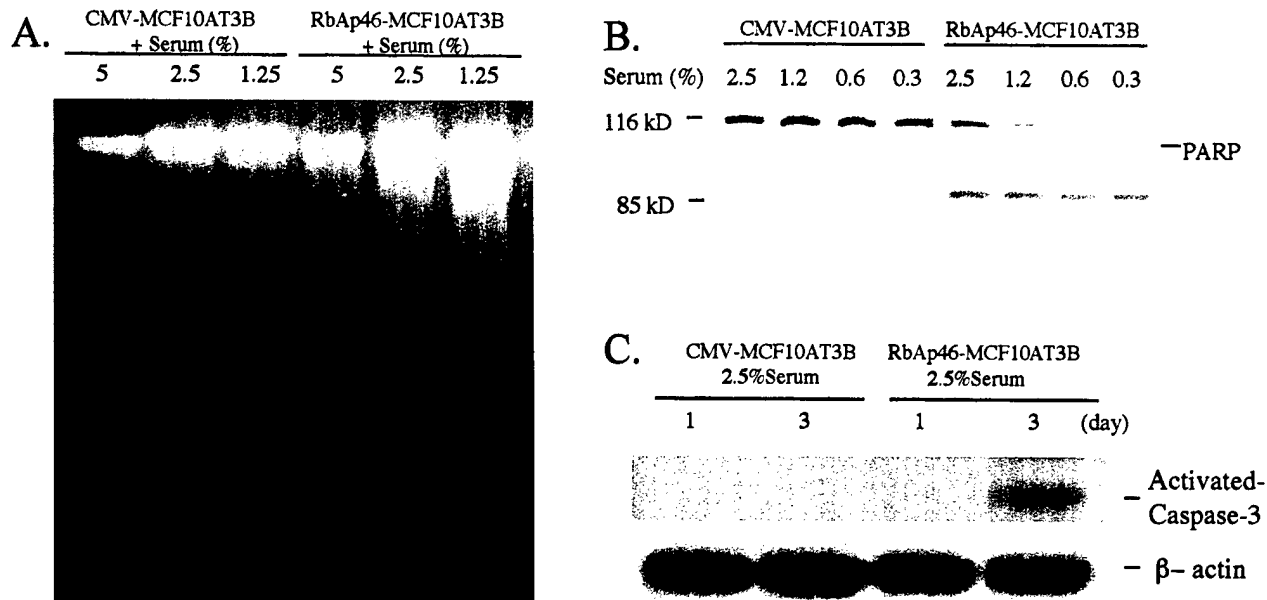 A.
CMV-MCF10AT3B RbAp46-MCF10AT3B
+ Serum (%) + Serum (%)
5 2.5 1.25 5 2.5 1.25
B.
CMV-MCF10AT3B RbAp46-MCF10AT3B
Serum (%) 2.5 1.2 0.6 0.3 2.5 1.2 0.6 0.3
116 kD
PARP
85 kD
C.
CMV-MCF10AT3B RbAp46-MCF10AT3B
2.5%Serum 2.5%Serum
1 3 1 3 (day)
Activated-
Caspase-3
β– actin